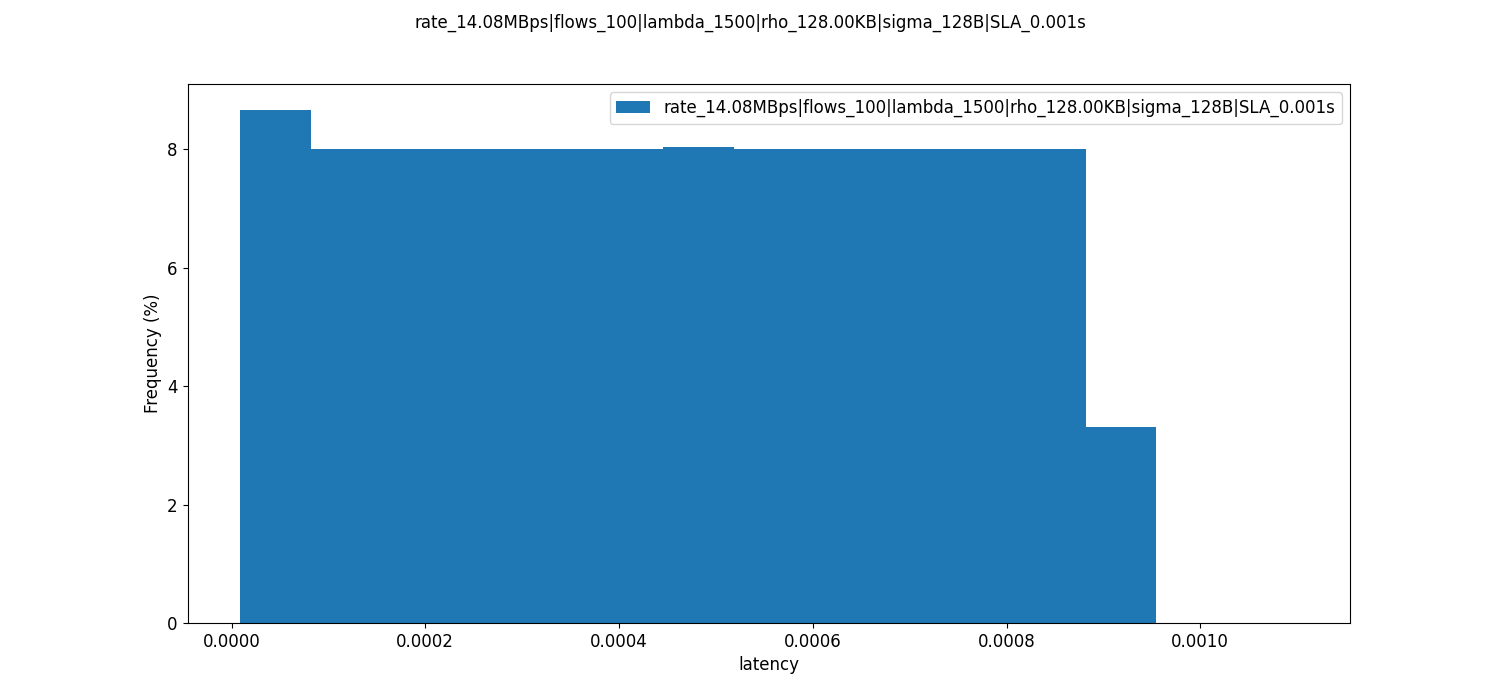 rate_14.08MBps|flows_100|lambda_1500|rho_128.00KB|sigma_128B|SLA_0.001s
rate_14.08MBps|flows_100|lambda_1500|rho_128.00KB|sigma_128B|SLA_0.001s
8
6
4
2
0
Frequency (%)
0.0000 0.0002 0.0004 0.0006 0.0008 0.0010
latency